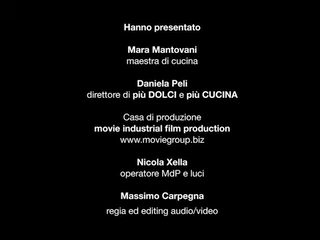 Hanno presentato
Mara Mantovani
maestra di cucina
Daniela Peli
direttore di più DOLCI e più CUCINA
Casa di produzione
movie industrial film production
www.moviegroup.biz
Nicola Xella
operatore MdP e luci
Massimo Carpegna
regia ed editing audio/video